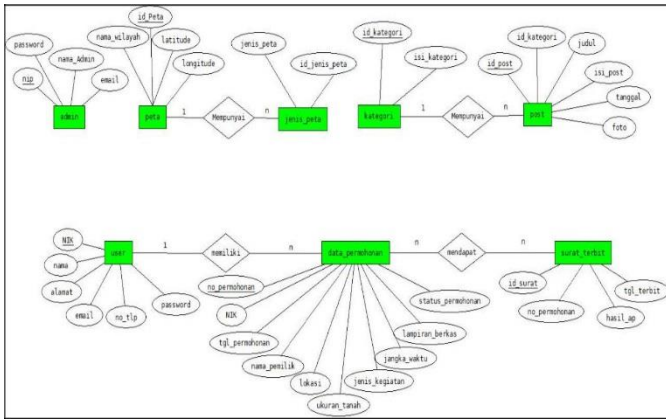 id_Peta
password
nama_wilayah
latitude
nama_Admin
longitude
nip
email
admin
peta
1
Mempunyai
n
jenis_peta
jenis_peta
id_jenis_peta
id_kategori
isi_kategori
kategori
1
Mempunyai
n
post
id_kategori
judul
id_post
isi_post
tanggal
foto
NIK
user
1
memiliki
n
data_permohonan
n
mendapat
n
surat_terbit
nama
alamat
email
no_tlp
password
no_permohonan
NIK
tgl_permohonan
nama_pemilik
lokasi
ukuran_tanah
jenis_kegiatan
jangka_waktu
lampiran_berkas
status_permohonan
id_surat
no_permohonan
hasil_ap
tgl_terbit